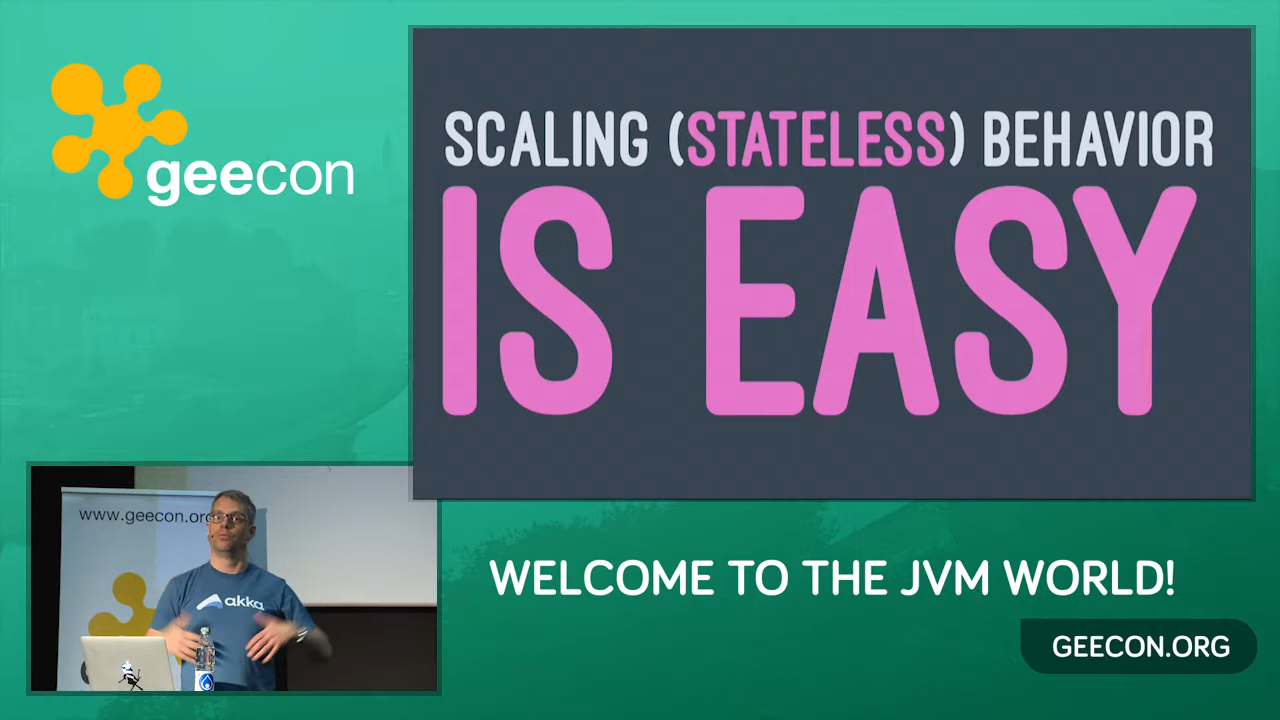 geecon
SCALING (STATELESS) BEHAVIOR
IS EASY
www.geecon.org
akka
WELCOME TO THE JVM WORLD!
GEECON.ORG